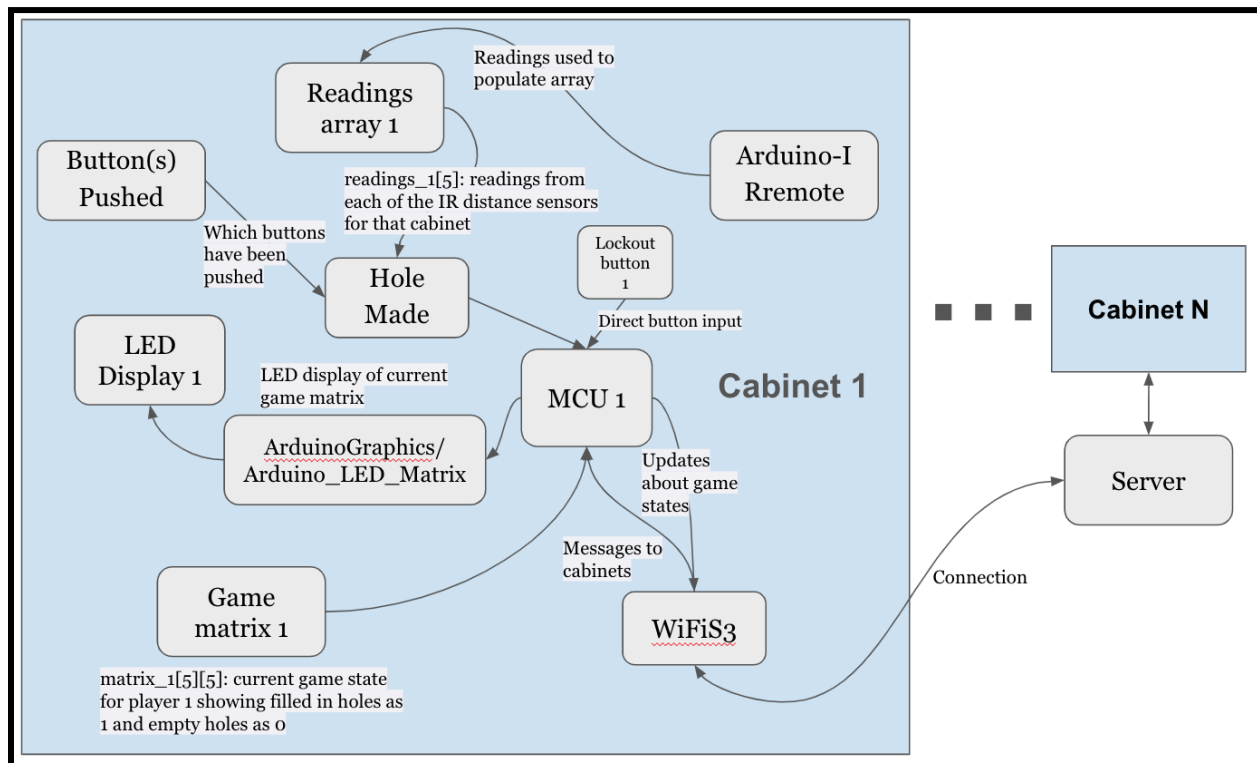 Readings used to
populate array
Readings
array 1
Button(s)
Pushed
Arduino-I
Rremote
readings_1[5]: readings from
each of the IR distance sensors
for that cabinet
Which buttons
have been
pushed
Lockout
button
1
Hole
Made
Direct button input
Cabinet N
LED
Display 1
LED display of current
game matrix
MCU 1
Cabinet 1
ArduinoGraphics/
Arduino_LED_Matrix
Updates
about game
states
Server
Messages to
cabinets
Connection
Game
matrix 1
WiFiS3
matrix_1[5][5]: current game state
for player 1 showing filled in holes as
1 and empty holes as 0